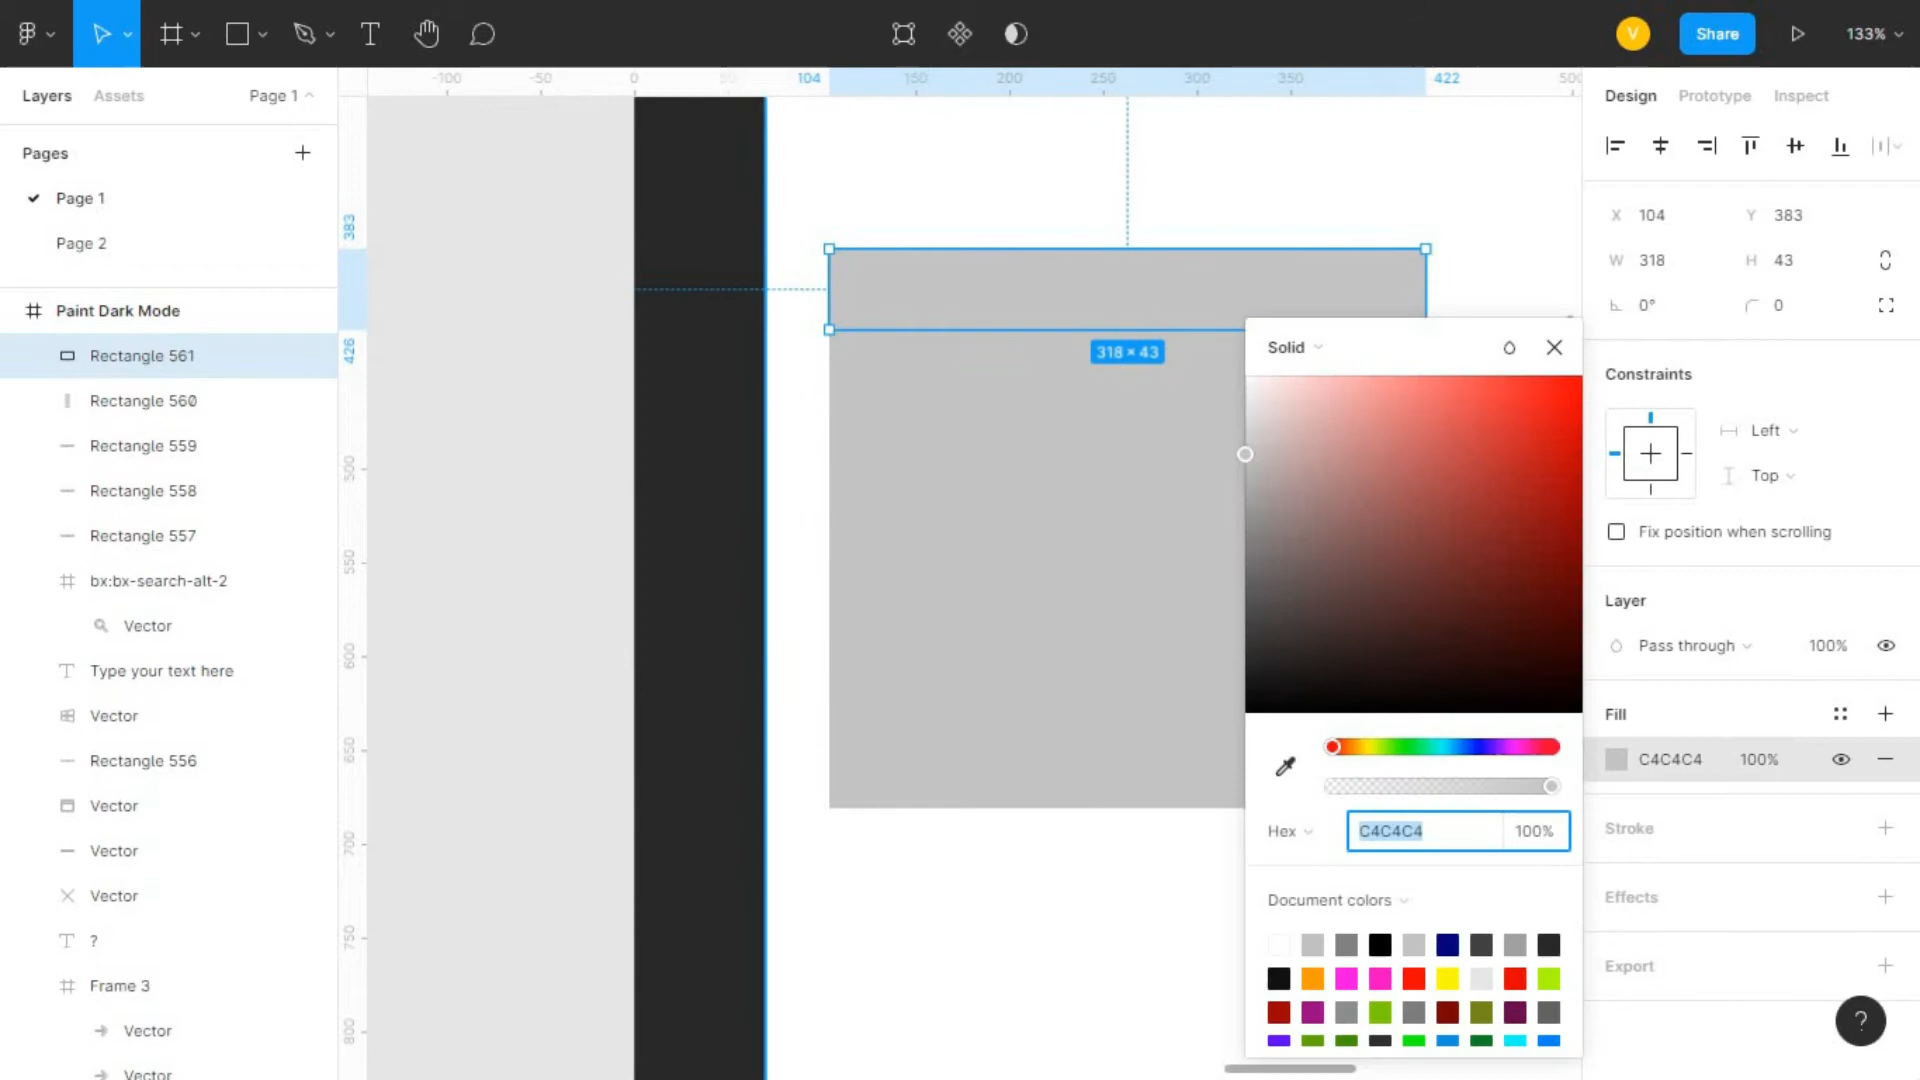 V
Share
133%
Layers
Assets
Page 1
-100
-50
0
50
104
150
200
250
300
350
422
500
Design
Prototype
Inspect
Pages
Page 1
Page 2
X 104
Y 383
W 318
H 43
0°
0
Paint Dark Mode
Rectangle 561
Rectangle 560
Rectangle 559
Rectangle 558
Rectangle 557
bx:bx-search-alt-2
Vector
Type your text here
Vector
Rectangle 556
Vector
Vector
Vector
?
Frame 3
Vector
Vector
383
426
500
550
600
650
700
750
800
318 × 43
Solid
Hex
C4C4C4
100%
Document colors
Constraints
Left
Top
Fix position when scrolling
Layer
Pass through
100%
Fill
C4C4C4
100%
Stroke
Effects
Export
?